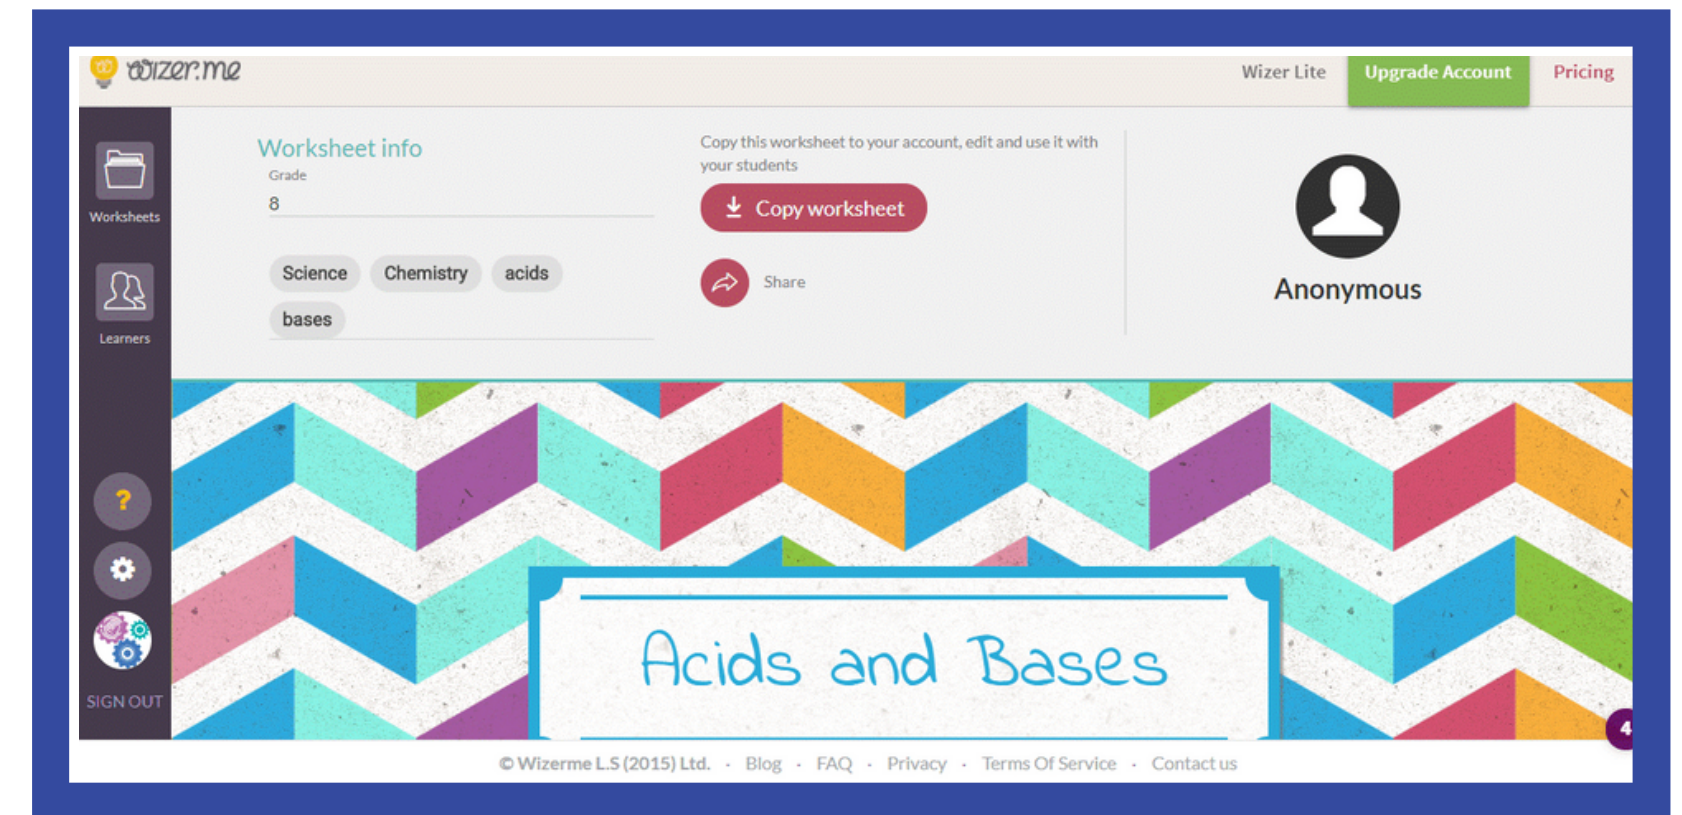 wizer.me
Wizer Lite
Upgrade Account
Pricing
Worksheets
Learners
?
SIGN OUT
Worksheet info
Grade
8
Science Chemistry acids
bases
Copy this worksheet to your account, edit and use it with
your students
Copy worksheet
Share
Anonymous
Acids and Bases
4
© Wizerme L.S (2015) Ltd. · Blog · FAQ · Privacy · Terms Of Service · Contact us